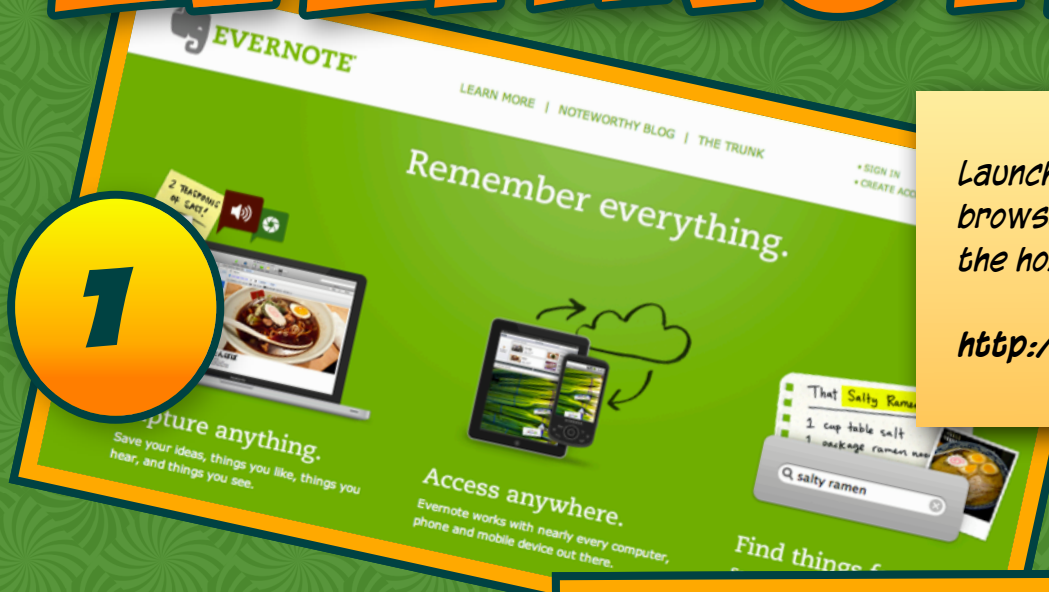 EVERNOTE
LEARN MORE | NOTEWORTHY BLOG | THE TRUNK
• SIGN IN
• CREATE
Remember everything.
2 TEASPOONS
OF SALT!
1
anything.
Save your ideas, things you like, things you
hear, and things you see.
Access anywhere.
Evernote works with nearly every computer,
phone and mobile device out there.
That Salty
1 cup table salt
1 package ramen
salty ramen
Find things
Launch
the
http:/